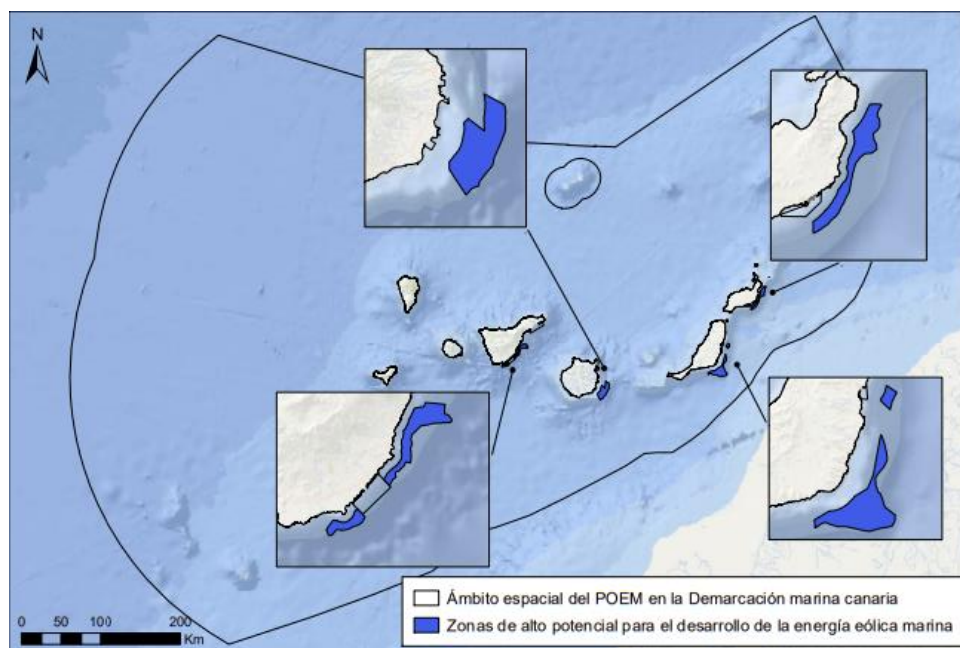 N
Ámbito espacial del POEM en la Demarcación marina canaria
Zonas de alto potencial para el desarrollo de la energía eólica marina
0 50 100 200
Km